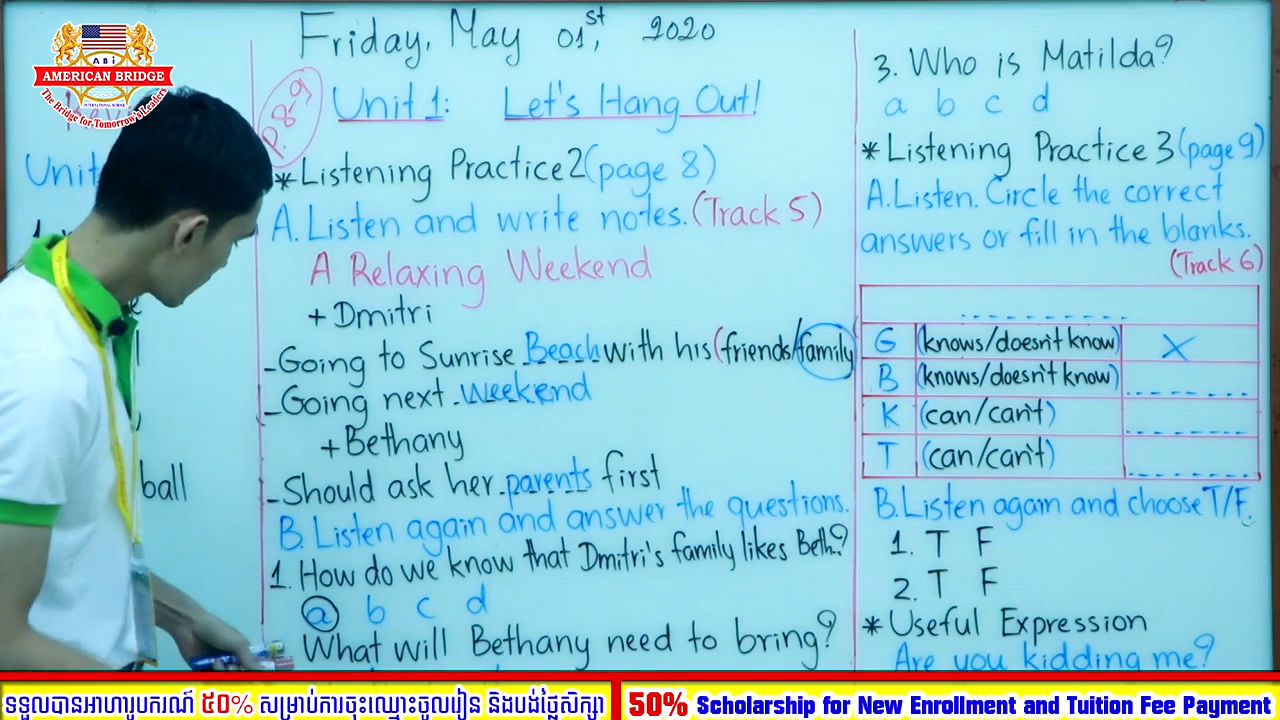 AMERICAN BRIDGE
ABi
INTERNATIONAL SCHOOL
The Bridge for Tomorrow's Leaders
Unit
ball
Friday, May 01st, 2020
P.8-9
Unit 1: Let's Hang Out!
*Listening Practice 2 (page 8)
A. Listen and write notes. (Track 5)
A Relaxing Weekend
+ Dmitri
-Going to Sunrise Beach with his (friends/family
-Going next weekend
+ Bethany
-Should ask her parents first
B. Listen again and answer the questions.
1. How do we know that Dmitri's family likes Beth.?
a b c d
What will Bethany need to bring?
3. Who is Matilda?
a b c d
*Listening Practice 3 (page 9)
A. Listen. Circle the correct
answers or fill in the blanks.
(Track 6)
G (knows/doesn't know) X
B (knows/doesn't know)
K (can/can't)
T (can/can't)
B. Listen again and choose T/F.
1. T F
2. T F
* Useful Expression
Are you kidding me?
ទទួលបានអាហារូបករណ៍ ៥០% សម្រាប់ការចុះឈ្មោះចូលរៀន និងបង់ថ្លៃសិក្សា
50% Scholarship for New Enrollment and Tuition Fee Payment